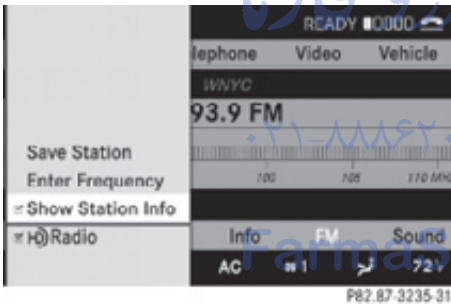 READY
lephone Video Vehicle
WNYC
93.9 FM
100 105 110 MHz
Save Station
Enter Frequency
Show Station Info
HD Radio
Info FM Sound
AC 72°
P82.87-3235-31